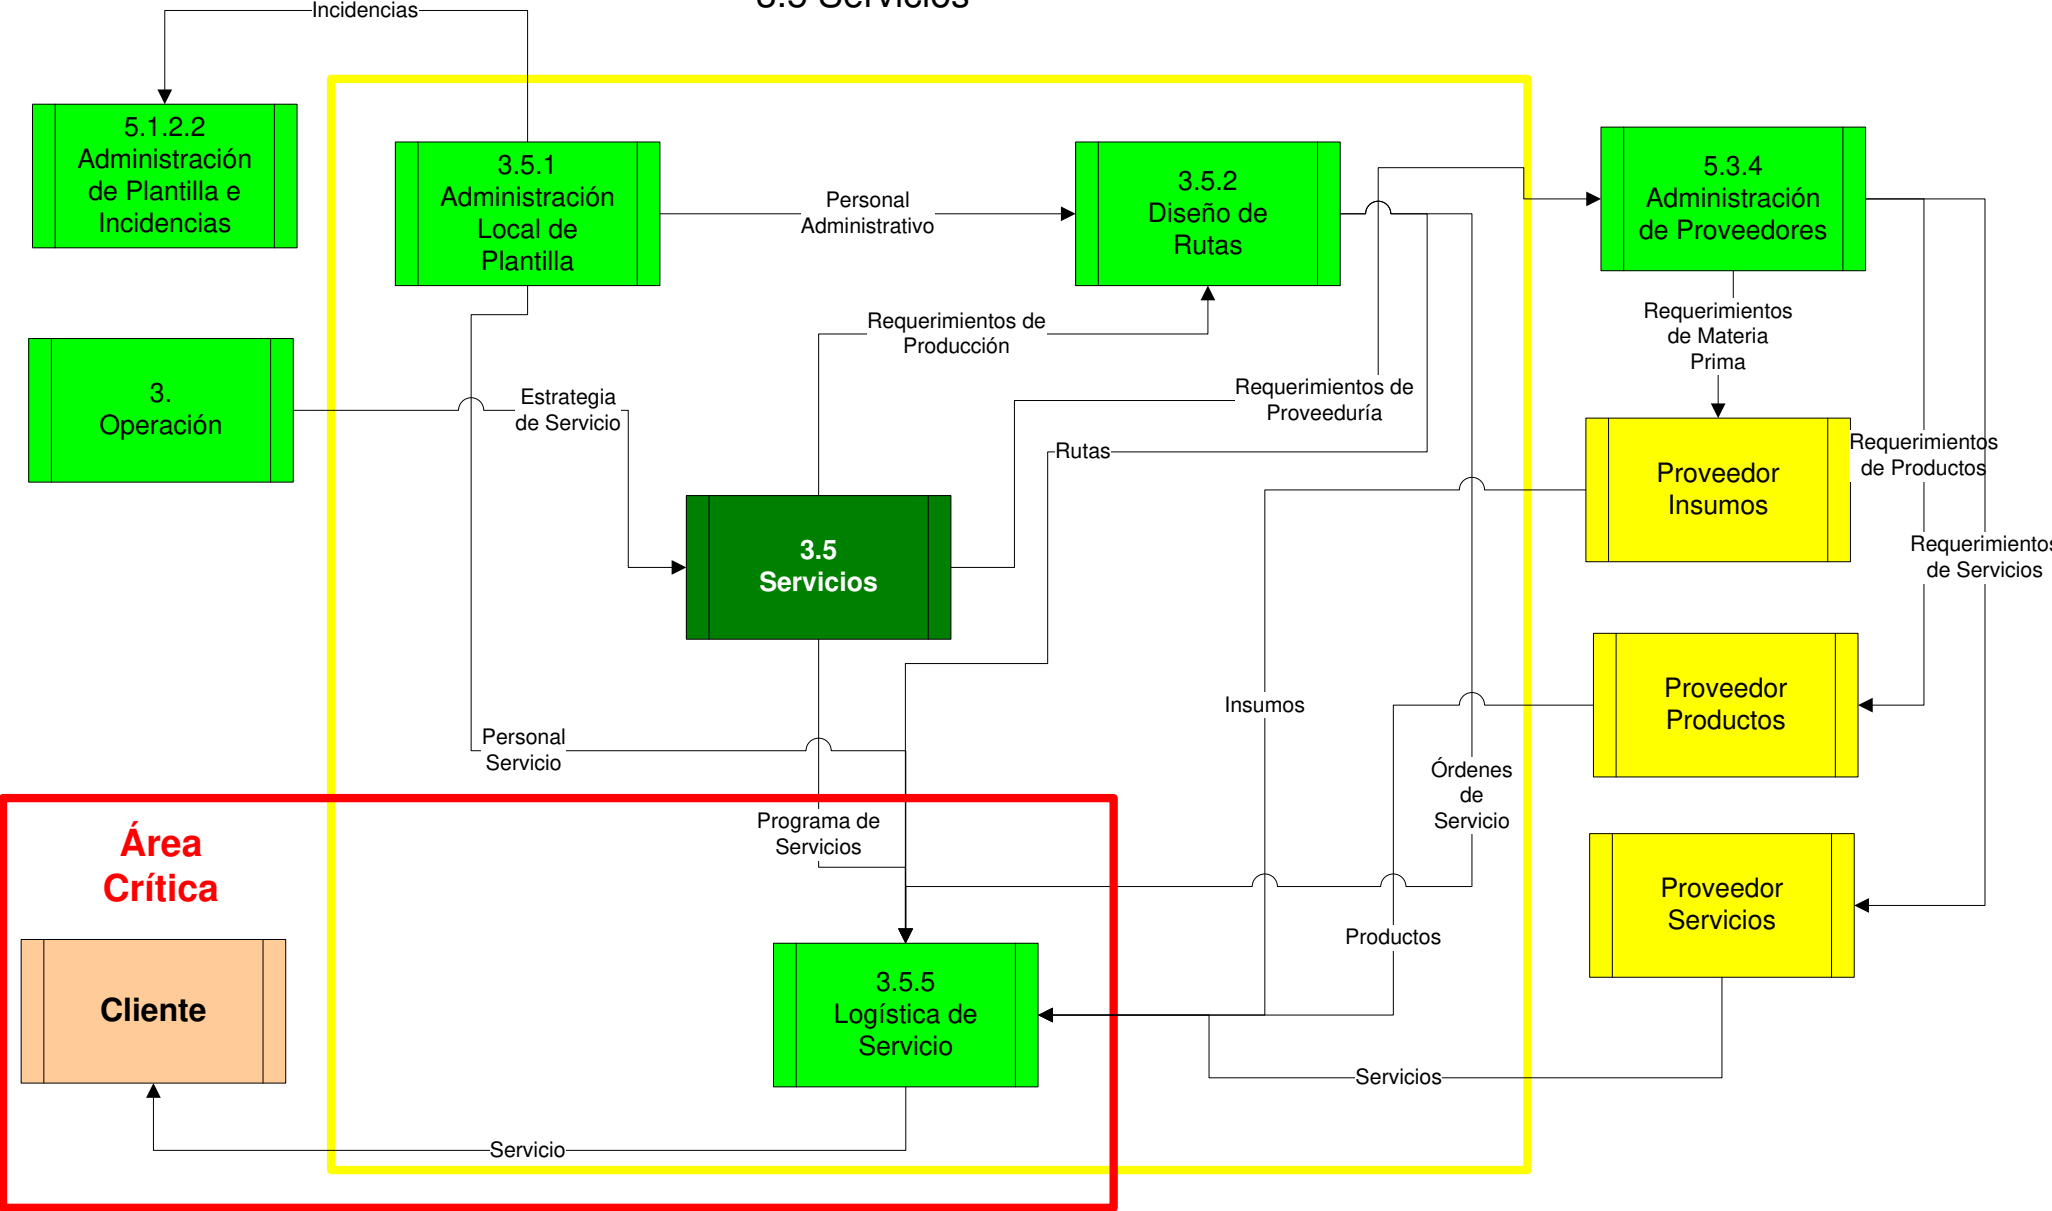 3.5 Servicios
Incidencias
5.1.2.2
Administración
de Plantilla e
Incidencias
3.5.1
Administración
Local de
Plantilla
Personal
Administrativo
3.5.2
Diseño de
Rutas
5.3.4
Administración
de Proveedores
Requerimientos
de Materia
Prima
Requerimientos de
Producción
3.
Operación
Estrategia
de Servicio
Requerimientos de
Proveeduría
Rutas
Proveedor
Insumos
Requerimientos
de Productos
Requerimientos
de Servicios
3.5
Servicios
Insumos
Proveedor
Productos
Personal
Servicio
Órdenes
de
Servicio
Programa de
Servicios
Área
Crítica
Proveedor
Servicios
Productos
Cliente
3.5.5
Logística de
Servicio
Servicios
Servicio